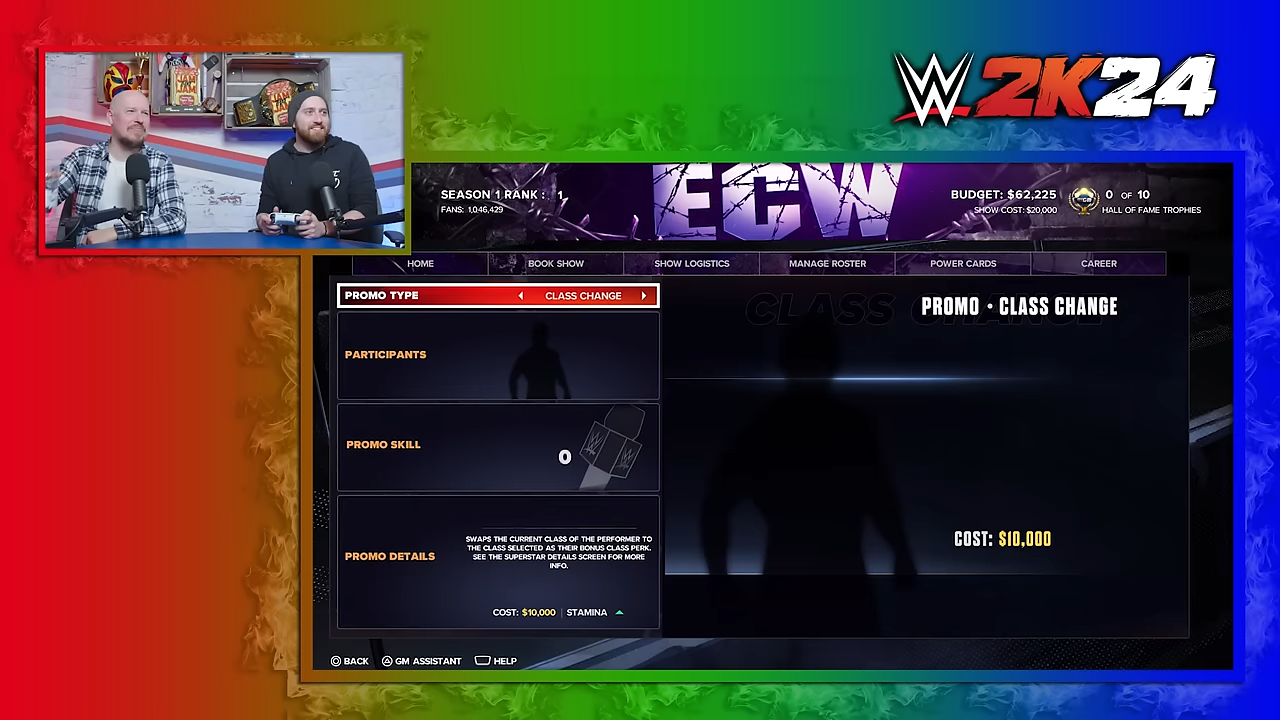 W 2K24
SEASON 1 RANK : 1
FANS: 1,046,429
ECW
BUDGET: $62,225
SHOW COST: $20,000
0 OF 10
HALL OF FAME TROPHIES
HOME
BOOK SHOW
SHOW LOGISTICS
MANAGE ROSTER
POWER CARDS
CAREER
PROMO TYPE
CLASS CHANGE
CLASS CHANGE
PROMO • CLASS CHANGE
PARTICIPANTS
PROMO SKILL
0
PROMO DETAILS
SWAPS THE CURRENT CLASS OF THE PERFORMER TO
THE CLASS SELECTED AS THEIR BONUS CLASS PERK.
SEE THE SUPERSTAR DETAILS SCREEN FOR MORE
INFO.
COST: $10,000 | STAMINA
COST: $10,000
BACK
GM ASSISTANT
HELP